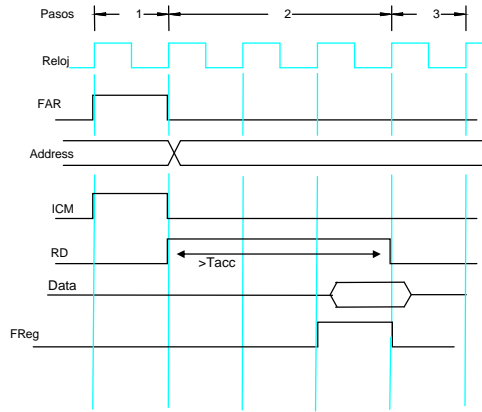 Pasos 1 2 3
Reloj
FAR
Address
ICM
RD
>Tacc
Data
FReg